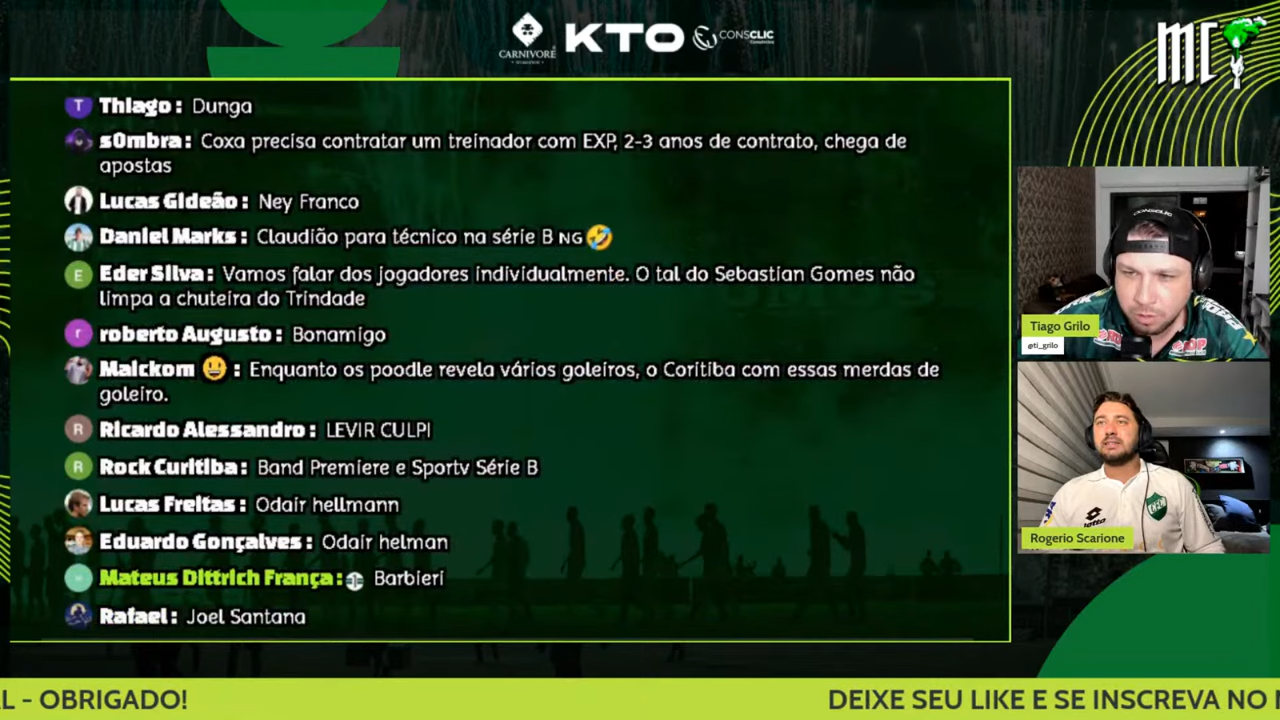 CARNIVORE
KTO
CONSCLIC
MC
T Thiago : Dunga
s0mbra : Coxa precisa contratar um treinador com EXP, 2-3 anos de contrato, chega de
apostas
Lucas Gideão : Ney Franco
Daniel Marks : Claudião para técnico na série B NG🤣
E Eder Silva : Vamos falar dos jogadores individualmente. O tal do Sebastian Gomes não
limpa a chuteira do Trindade
r roberto Augusto : Bonamigo
Maickom 😃 : Enquanto os poodle revela vários goleiros, o Coritiba com essas merdas de
goleiro.
R Ricardo Alessandro : LEVIR CULPI
R Rock Curitiba : Band Premiere e Sportv Série B
Lucas Freitas : Odair hellmann
Eduardo Gonçalves : Odair helman
Mateus Dittrich França : Barbieri
Rafael : Joel Santana
CONSCLIC
Tiago Grilo
@ti_grilo
CFC
lotto
Rogerio Scarione
L - OBRIGADO!
DEIXE SEU LIKE E SE INSCREVA NO